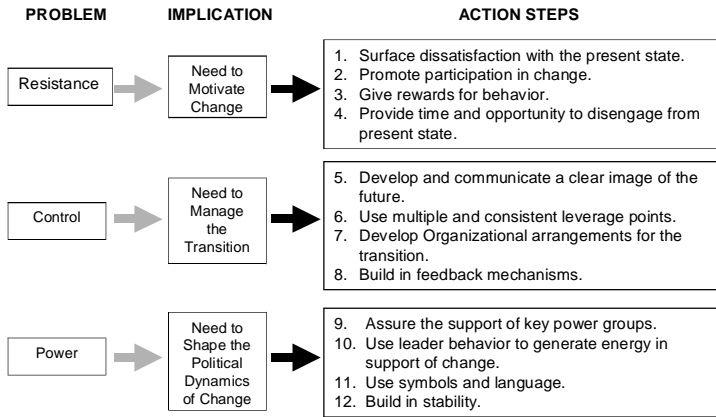 PROBLEM IMPLICATION ACTION STEPS
Resistance
Need to
Motivate
Change
1. Surface dissatisfaction with the present state.
2. Promote participation in change.
3. Give rewards for behavior.
4. Provide time and opportunity to disengage from
present state.
Control
Need to
Manage
the
Transition
5. Develop and communicate a clear image of the
future.
6. Use multiple and consistent leverage points.
7. Develop Organizational arrangements for the
transition.
8. Build in feedback mechanisms.
Power
Need to
Shape the
Political
Dynamics
of Change
9. Assure the support of key power groups.
10. Use leader behavior to generate energy in
support of change.
11. Use symbols and language.
12. Build in stability.